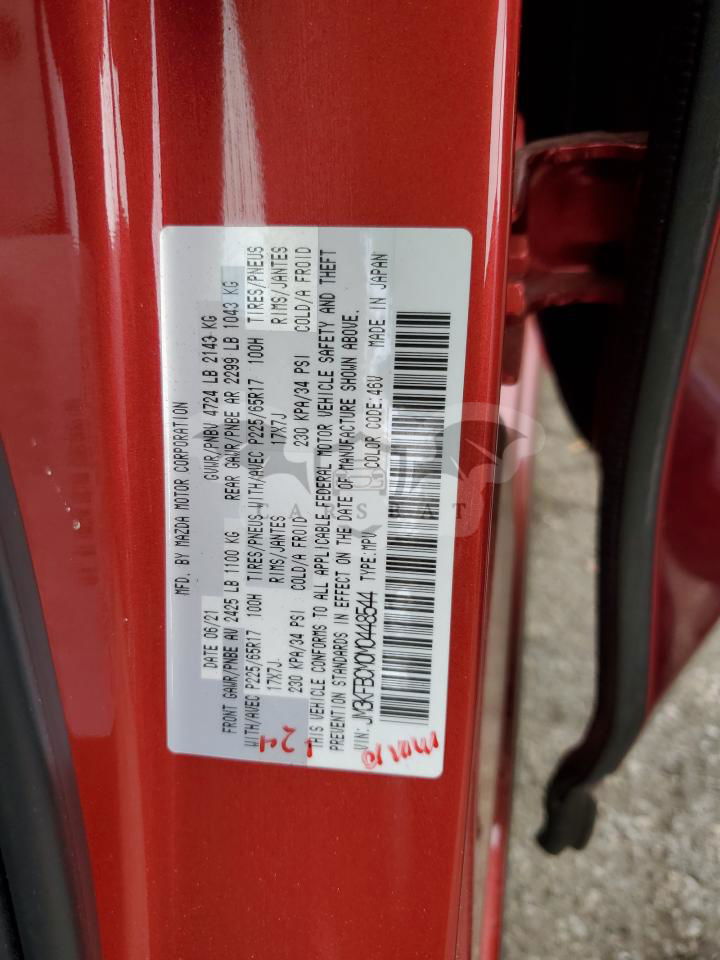 MFD. BY MAZDA MOTOR CORPORATION
DATE 06/21 GVWR/PNBV 4724 LB 2143 KG
FRONT GAWR/PNBE AV 2425 LB 1100 KG REAR GAWR/PNBE AR 2299 LB 1043 KG
WITH/AVEC P225/65R17 100H TIRES/PNEUS WITH/AVEC P225/65R17 100H TIRES/PNEUS
17X7J RIMS/JANTES 17X7J RIMS/JANTES
230 KPA/34 PSI COLD/A FROID 230 KPA/34 PSI COLD/A FROID
THIS VEHICLE CONFORMS TO ALL APPLICABLE FEDERAL MOTOR VEHICLE SAFETY AND THEFT
PREVENTION STANDARDS IN EFFECT ON THE DATE OF MANUFACTURE SHOWN ABOVE.
VIN: JM3KFBCM0M0448544 TYPE:MPV COLOR CODE:46V MADE IN JAPAN
CARSBAT